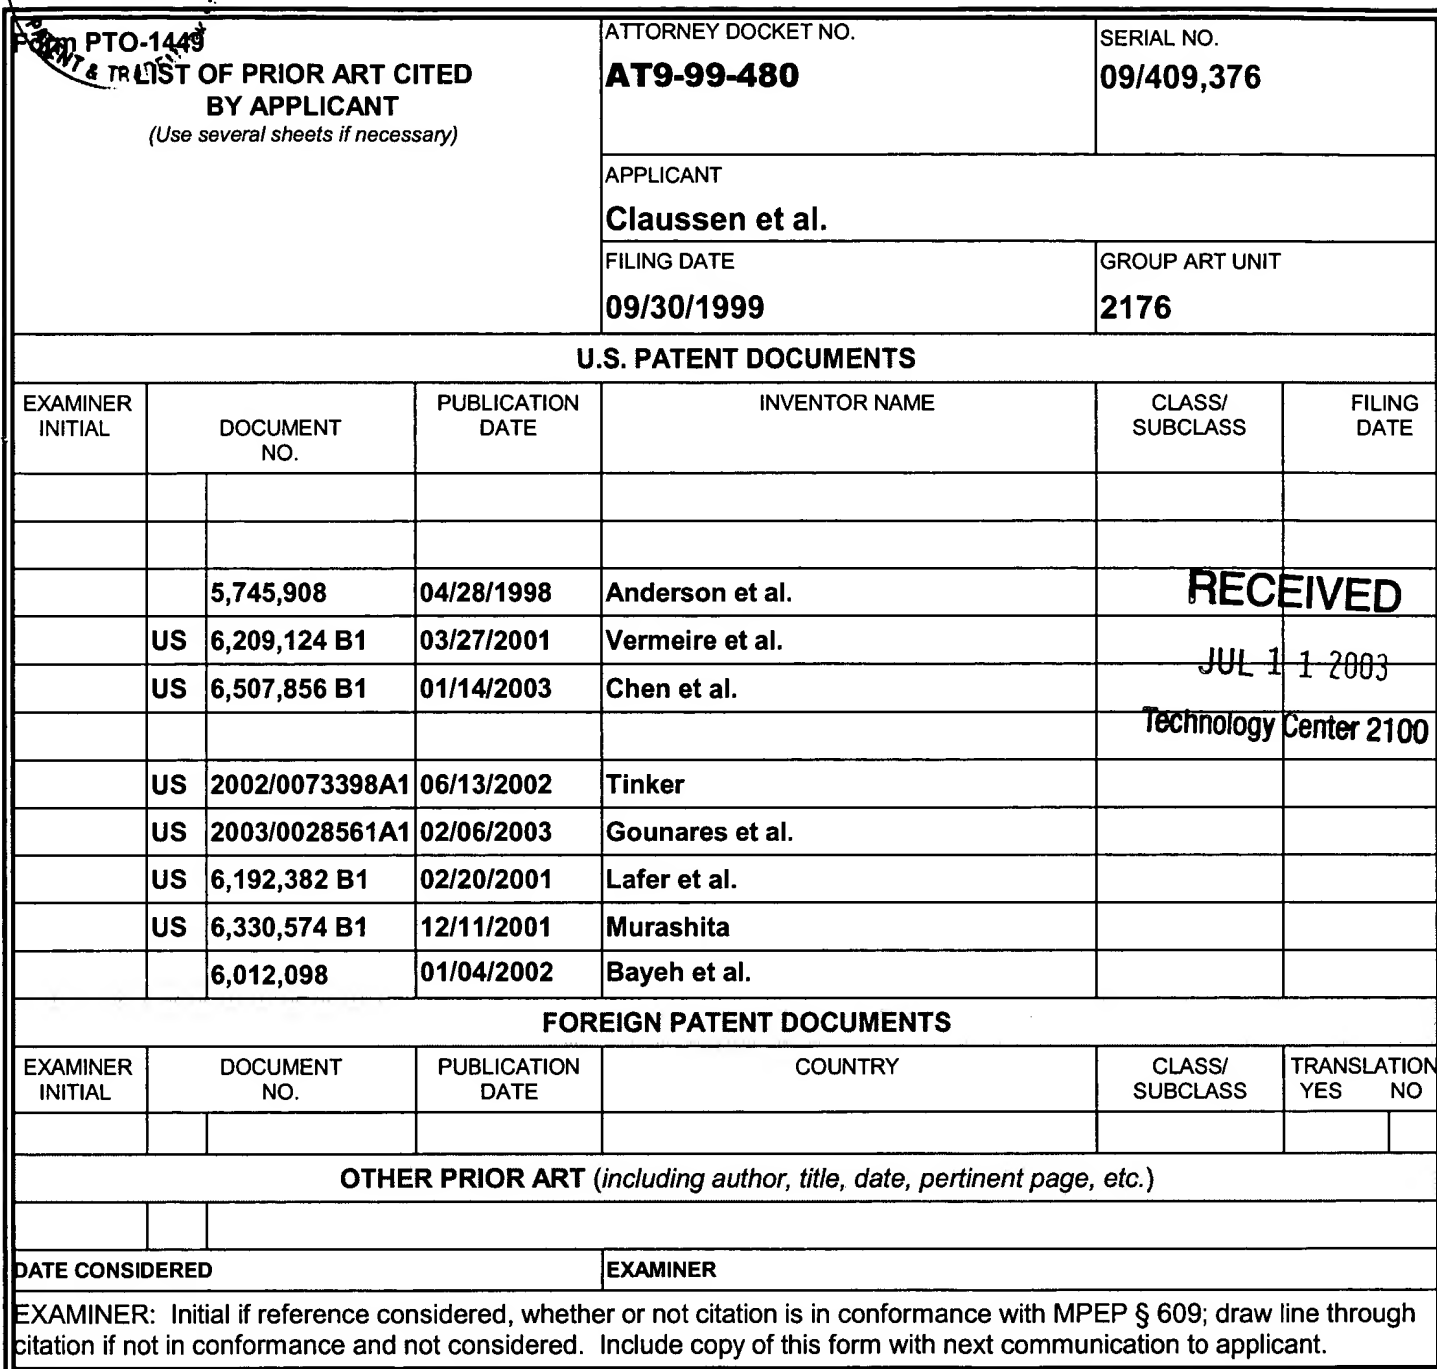 Form PTO-1449
PATENT & TRADEM
LIST OF PRIOR ART CITED
BY APPLICANT
(Use several sheets if necessary)
ATTORNEY DOCKET NO.
AT9-99-480
SERIAL NO.
09/409,376
APPLICANT
Claussen et al.
FILING DATE
09/30/1999
GROUP ART UNIT
2176
U.S. PATENT DOCUMENTS
EXAMINER INITIAL DOCUMENT NO. PUBLICATION DATE INVENTOR NAME CLASS/ SUBCLASS FILING DATE
5,745,908 04/28/1998 Anderson et al.
US 6,209,124 B1 03/27/2001 Vermeire et al.
US 6,507,856 B1 01/14/2003 Chen et al.
RECEIVED
JUL 1 1 2003
Technology Center 2100
US 2002/0073398A1 06/13/2002 Tinker
US 2003/0028561A1 02/06/2003 Gounares et al.
US 6,192,382 B1 02/20/2001 Lafer et al.
US 6,330,574 B1 12/11/2001 Murashita
6,012,098 01/04/2002 Bayeh et al.
FOREIGN PATENT DOCUMENTS
EXAMINER INITIAL DOCUMENT NO. PUBLICATION DATE COUNTRY CLASS/ SUBCLASS TRANSLATION YES NO
OTHER PRIOR ART (including author, title, date, pertinent page, etc.)
DATE CONSIDERED EXAMINER
EXAMINER: Initial if reference considered, whether or not citation is in conformance with MPEP § 609; draw line through
citation if not in conformance and not considered. Include copy of this form with next communication to applicant.